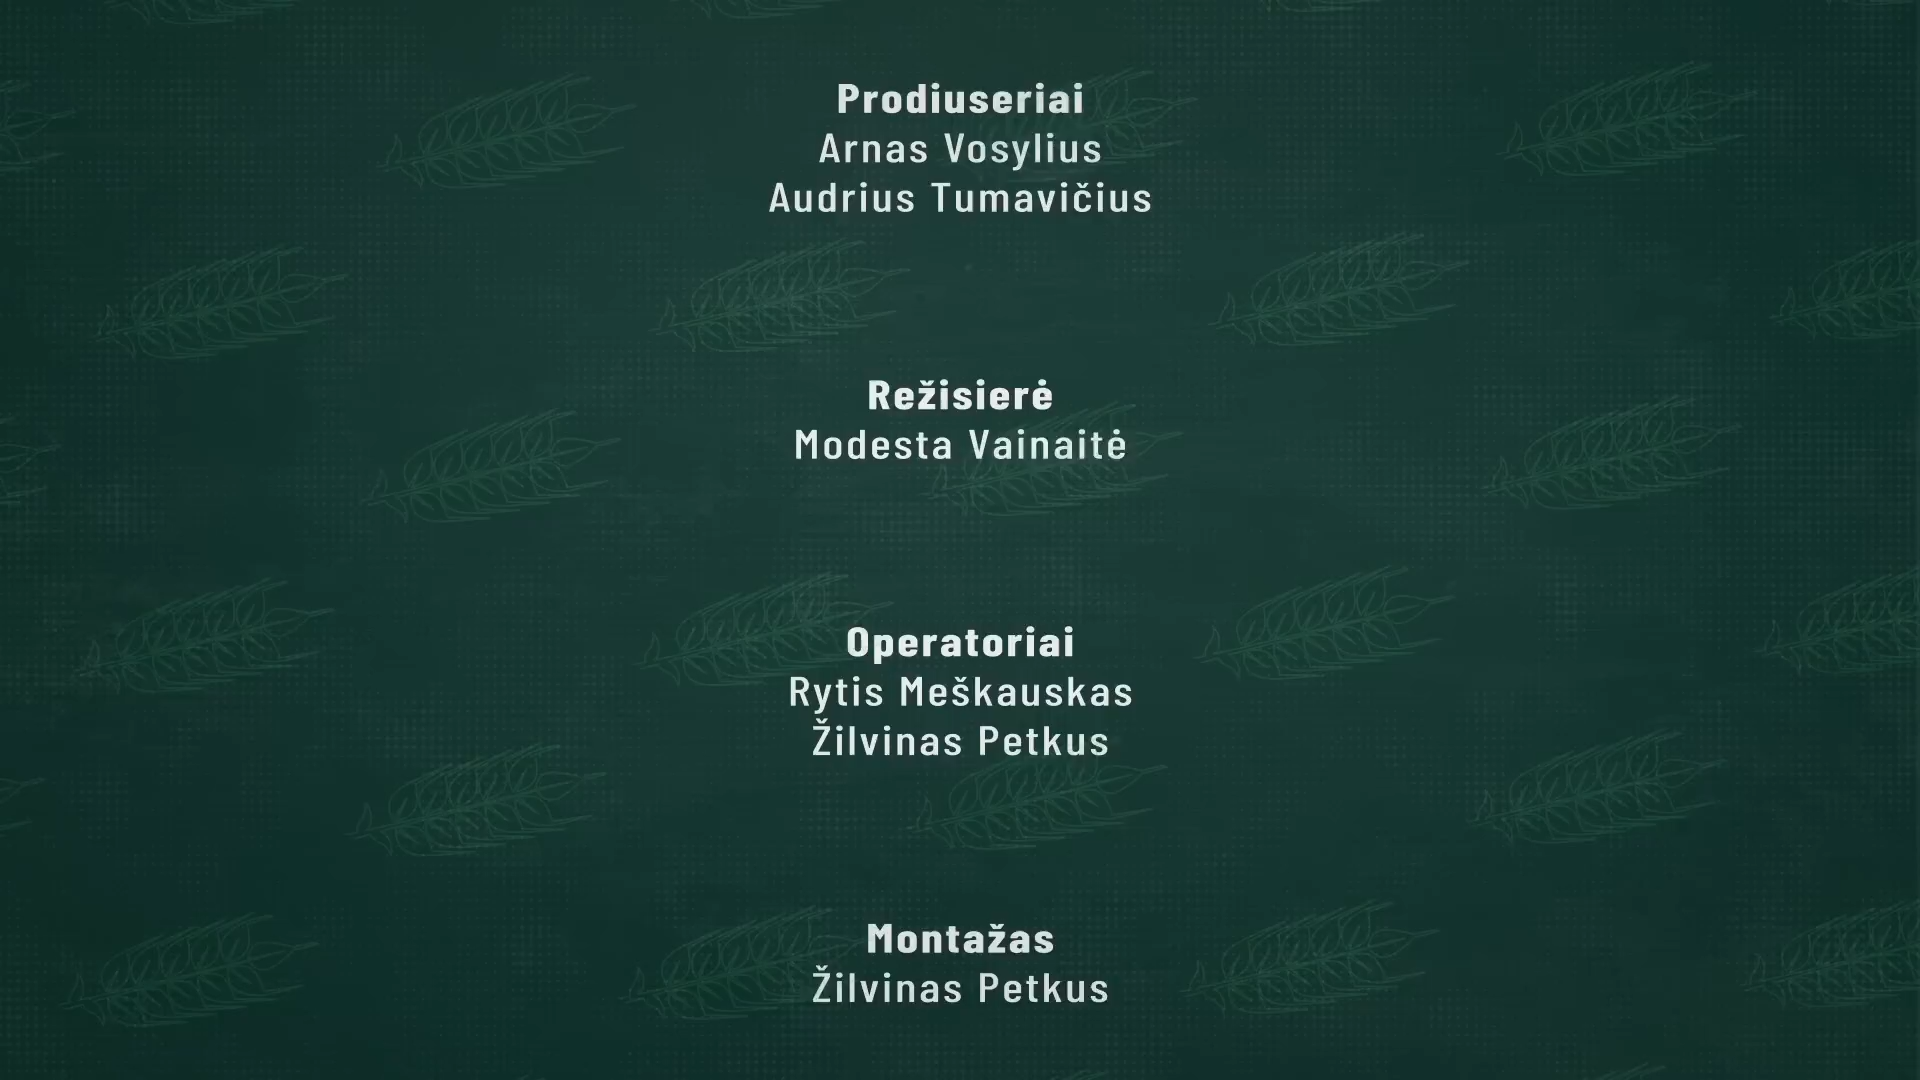 Prodiuseriai
Arnas Vosylius
Audrius Tumavičius
Režisierė
Modesta Vainaitė
Operatoriai
Rytis Meškauskas
Žilvinas Petkus
Montažas
Žilvinas Petkus